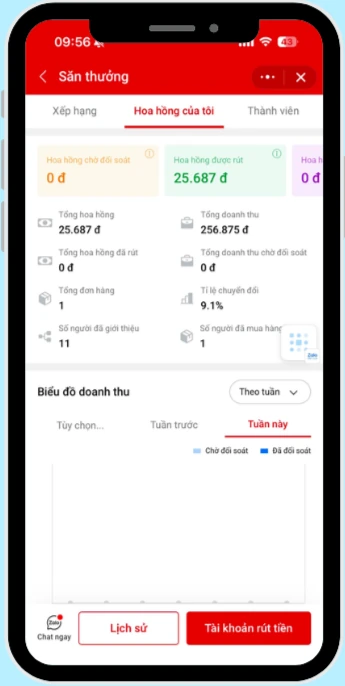 09:56
43
Săn thưởng
Xếp hạng
Hoa hồng của tôi
Thành viên
Hoa hồng chờ đối soát
0 đ
Hoa hồng được rút
25.687 đ
Hoa h
0 đ
Tổng hoa hồng
25.687 đ
Tổng doanh thu
256.875 đ
Tổng hoa hồng đã rút
0 đ
Tổng doanh thu chờ đối soát
0 đ
Tổng đơn hàng
1
Tỉ lệ chuyển đổi
9.1%
Số người đã giới thiệu
11
Số người đã mua hàng
1
Zalo
Biểu đồ doanh thu
Theo tuần
Tùy chọn...
Tuần trước
Tuần này
Chờ đối soát
Đã đối soát
Zalo
Chat ngay
Lịch sử
Tài khoản rút tiền